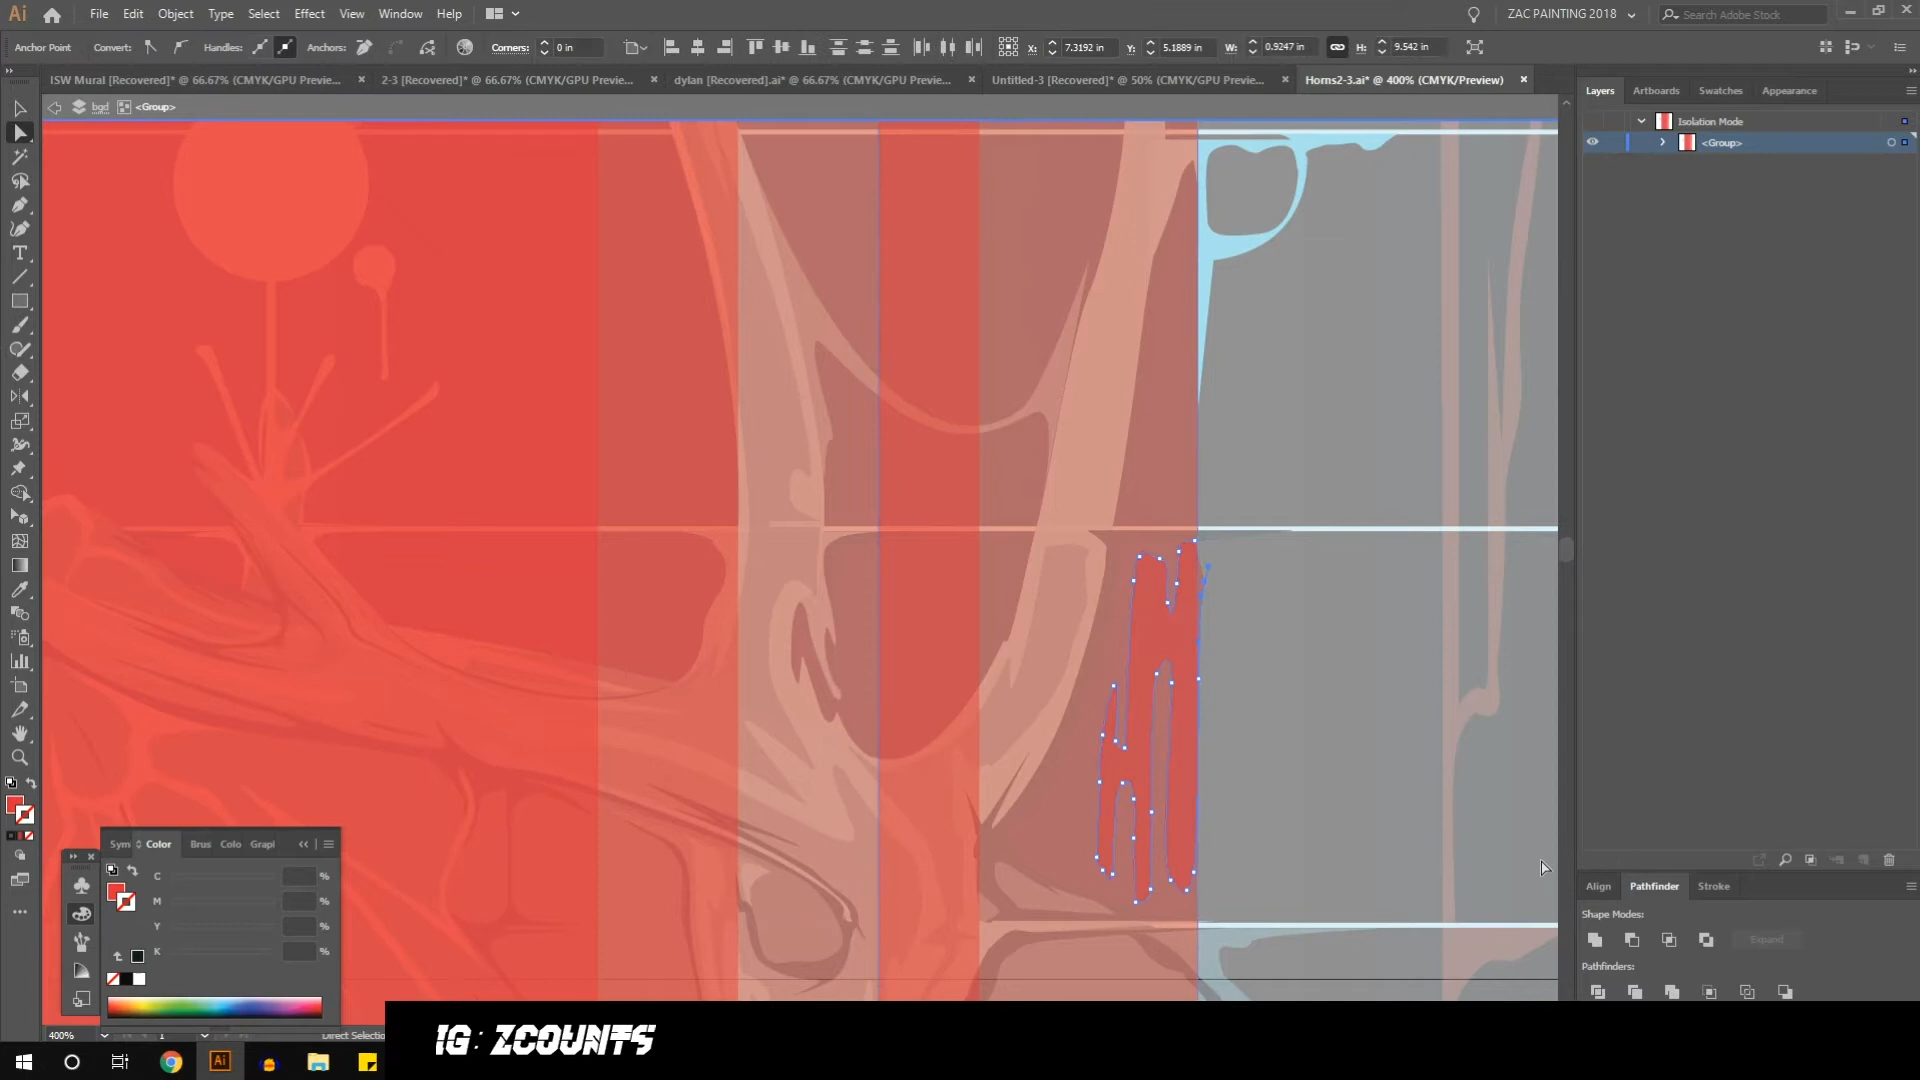 Ai File Edit Object Type Select Effect View Window Help ZAC PAINTING 2018 Search Adobe Stock
Anchor Point Convert: Handles: Anchors: Corners: 0 in X: 7.3192 in Y: 5.1889 in W: 0.9247 in H: 9.542 in
ISW Mural [Recovered]* @ 66.67% (CMYK/GPU Previe... 2-3 [Recovered]* @ 66.67% (CMYK/GPU Previe... dylan [Recovered].ai* @ 66.67% (CMYK/GPU Previe... Untitled-3 [Recovered]* @ 50% (CMYK/GPU Previe... Horns2-3.ai* @ 400% (CMYK/Preview)
Layers Artboards Swatches Appearance
bgd <Group>
Isolation Mode
<Group>
Sym Color Brus Colo Grapl
C %
M %
Y %
K %
Align Pathfinder Stroke
Shape Modes:
Expand
Pathfinders:
400% 1 Direct Selectio
IG: ZCOUNTS
Ai